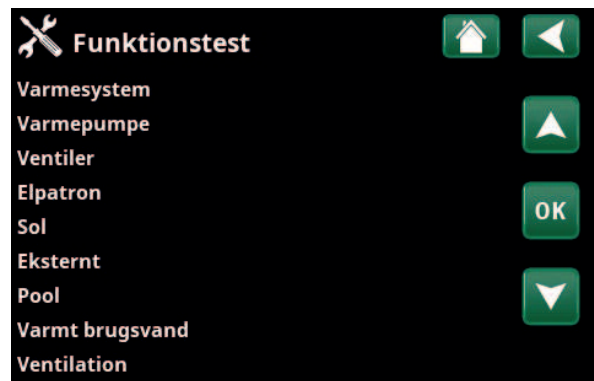 Funktionstest
Varmesystem
Varmepumpe
Ventiler
Elpatron
Sol
OK
Eksternt
Pool
Varmt brugsvand
Ventilation